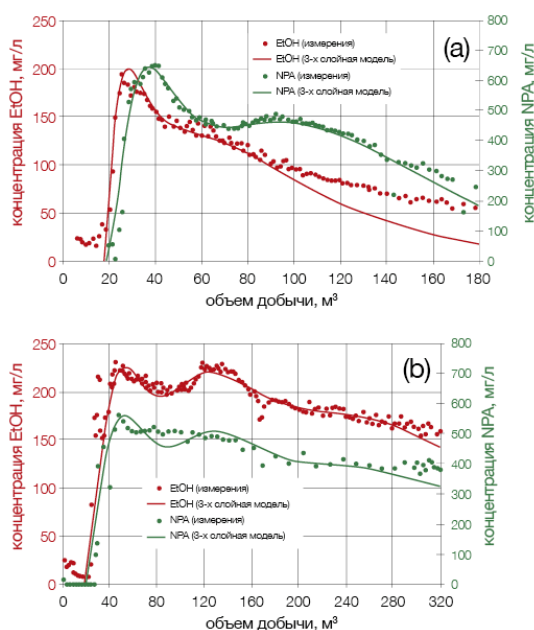 (a)
EtOH (измерения)
EtOH (3-х слойная модель)
NPA (измерения)
NPA (3-х слойная модель)
концентрация EtOH, мг/л
250
200
150
100
50
0
концентрация NPA, мг/л
800
700
600
500
400
300
200
100
0
0 20 40 60 80 100 120 140 160 180
объем добычи, м³
(b)
концентрация EtOH, мг/л
250
200
150
100
50
0
концентрация NPA, мг/л
800
700
600
500
400
300
200
100
0
EtOH (измерения)
EtOH (3-х слойная модель)
NPA (измерения)
NPA (3-х слойная модель)
0 40 80 120 160 200 240 280 320
объем добычи, м³